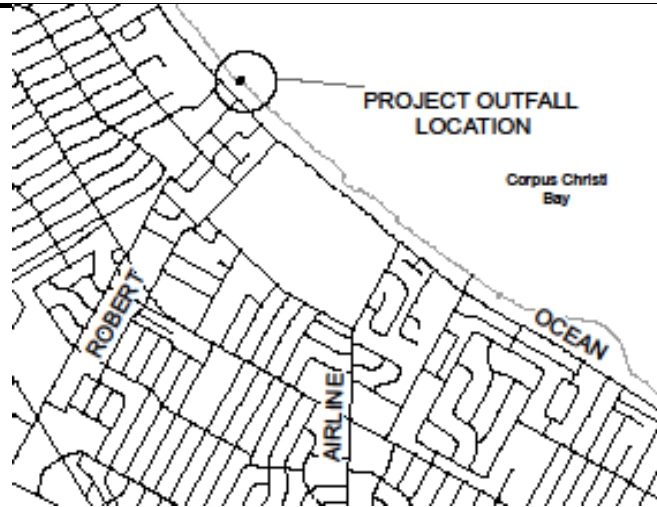 PROJECT OUTFALL
LOCATION
Corpus Christi
Bay
ROBERT
OCEAN
AIRLINE